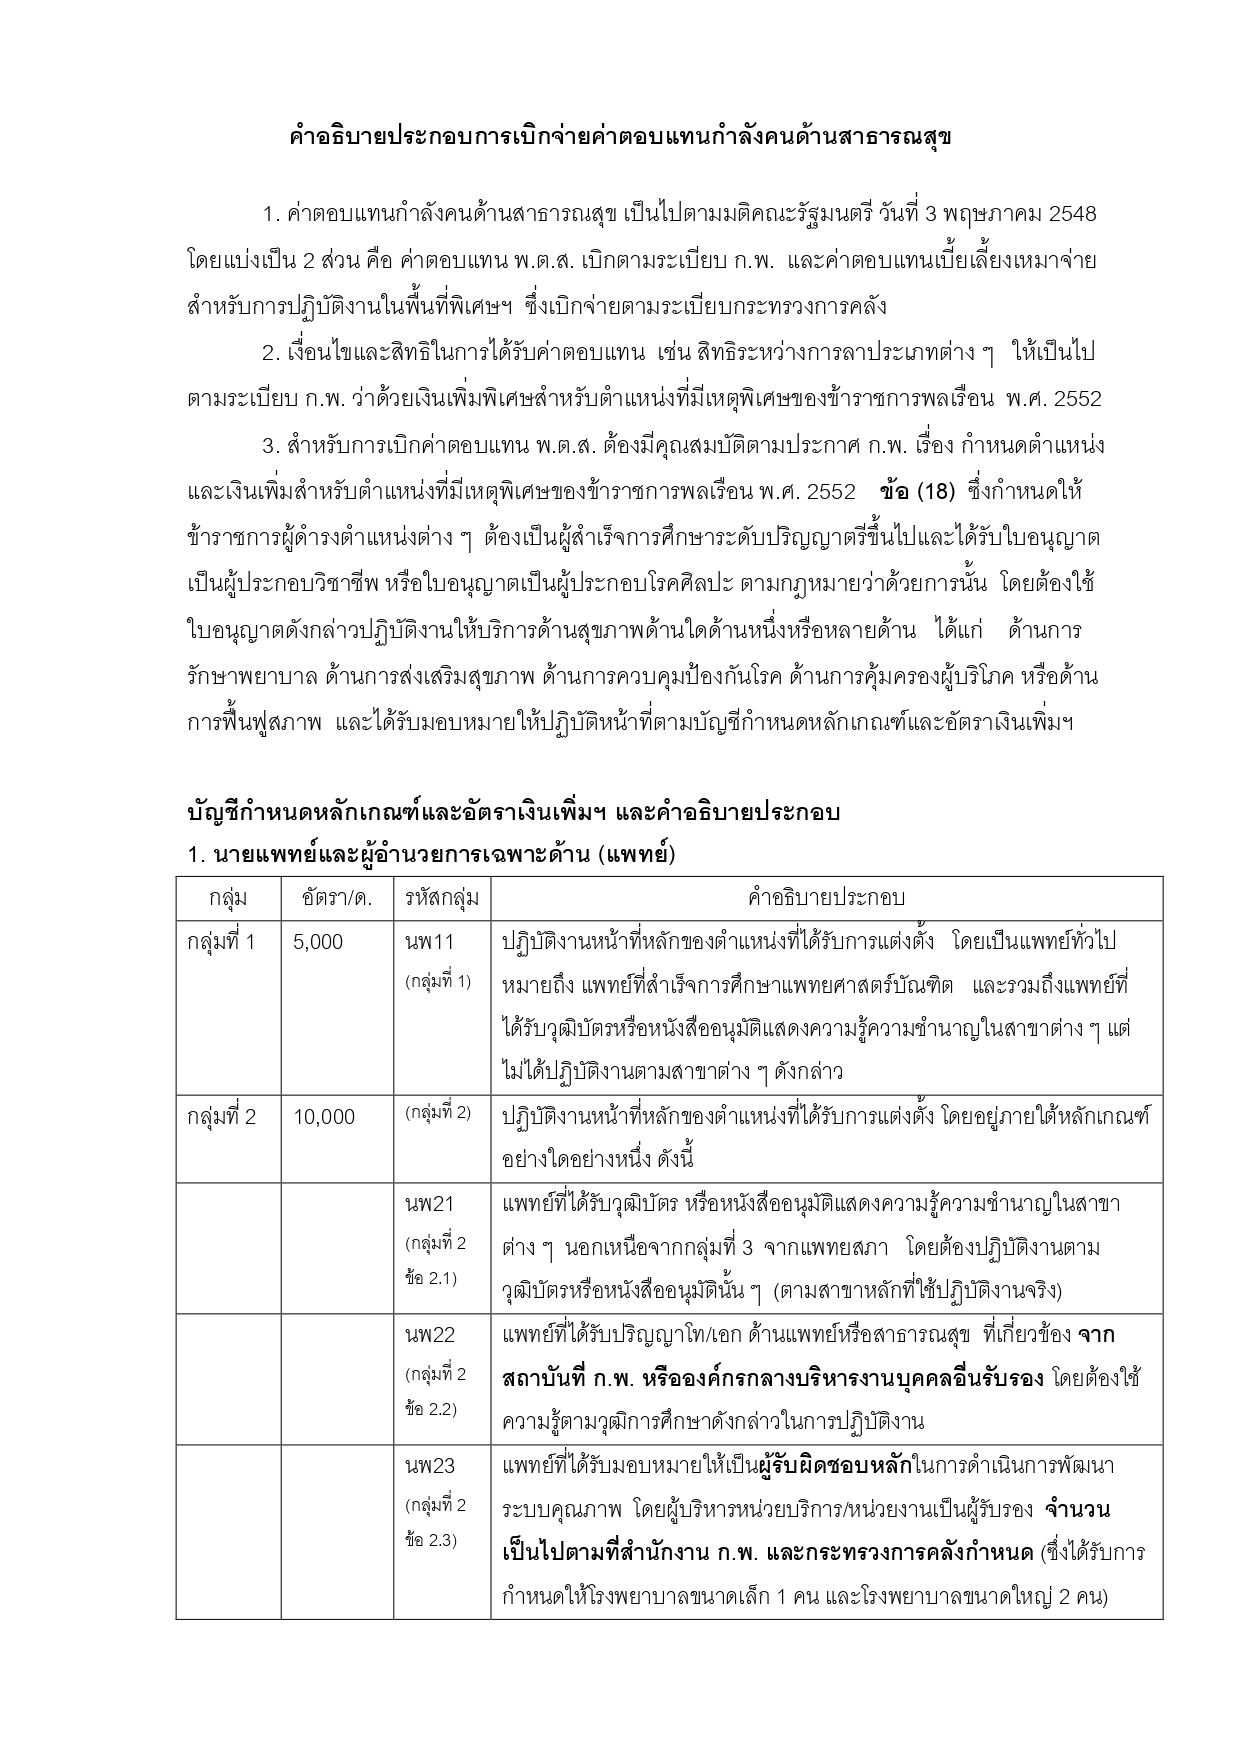 คำอธิบายประกอบการเบิกจ่ายค่าตอบแทนกำลังคนด้านสาธารณสุข
1. ค่าตอบแทนกำลังคนด้านสาธารณสุข เป็นไปตามมติคณะรัฐมนตรี วันที่ 3 พฤษภาคม 2548
โดยแบ่งเป็น 2 ส่วน คือ ค่าตอบแทน พ.ต.ส. เบิกตามระเบียบ ก.พ. และค่าตอบแทนเบี้ยเลี้ยงเหมาจ่าย
สำหรับการปฏิบัติงานในพื้นที่พิเศษฯ ซึ่งเบิกจ่ายตามระเบียบกระทรวงการคลัง
2. เงื่อนไขและสิทธิในการได้รับค่าตอบแทน เช่น สิทธิระหว่างการลาประเภทต่าง ๆ ให้เป็นไป
ตามระเบียบ ก.พ. ว่าด้วยเงินเพิ่มพิเศษสำหรับตำแหน่งที่มีเหตุพิเศษของข้าราชการพลเรือน พ.ศ. 2552
3. สำหรับการเบิกค่าตอบแทน พ.ต.ส. ต้องมีคุณสมบัติตามประกาศ ก.พ. เรื่อง กำหนดตำแหน่ง
และเงินเพิ่มสำหรับตำแหน่งที่มีเหตุพิเศษของข้าราชการพลเรือน พ.ศ. 2552 ข้อ (18) ซึ่งกำหนดให้
ข้าราชการผู้ดำรงตำแหน่งต่าง ๆ ต้องเป็นผู้สำเร็จการศึกษาระดับปริญญาตรีขึ้นไปและได้รับใบอนุญาต
เป็นผู้ประกอบวิชาชีพ หรือใบอนุญาตเป็นผู้ประกอบโรคศิลปะ ตามกฎหมายว่าด้วยการนั้น โดยต้องใช้
ใบอนุญาตดังกล่าวปฏิบัติงานให้บริการด้านสุขภาพด้านใดด้านหนึ่งหรือหลายด้าน ได้แก่ ด้านการ
รักษาพยาบาล ด้านการส่งเสริมสุขภาพ ด้านการควบคุมป้องกันโรค ด้านการคุ้มครองผู้บริโภค หรือด้าน
การฟื้นฟูสภาพ และได้รับมอบหมายให้ปฏิบัติหน้าที่ตามบัญชีกำหนดหลักเกณฑ์และอัตราเงินเพิ่มฯ
บัญชีกำหนดหลักเกณฑ์และอัตราเงินเพิ่มฯ และคำอธิบายประกอบ
1. นายแพทย์และผู้อำนวยการเฉพาะด้าน (แพทย์)
กลุ่ม อัตรา/ด. รหัสกลุ่ม คำอธิบายประกอบ
กลุ่มที่ 1 5,000 นพ11 ปฏิบัติงานหน้าที่หลักของตำแหน่งที่ได้รับการแต่งตั้ง โดยเป็นแพทย์ทั่วไป
(กลุ่มที่ 1) หมายถึง แพทย์ที่สำเร็จการศึกษาแพทยศาสตร์บัณฑิต และรวมถึงแพทย์ที่
ได้รับวุฒิบัตรหรือหนังสืออนุมัติแสดงความรู้ความชำนาญในสาขาต่าง ๆ แต่
ไม่ได้ปฏิบัติงานตามสาขาต่าง ๆ ดังกล่าว
กลุ่มที่ 2 10,000 (กลุ่มที่ 2) ปฏิบัติงานหน้าที่หลักของตำแหน่งที่ได้รับการแต่งตั้ง โดยอยู่ภายใต้หลักเกณฑ์
อย่างใดอย่างหนึ่ง ดังนี้
นพ21 แพทย์ที่ได้รับวุฒิบัตร หรือหนังสืออนุมัติแสดงความรู้ความชำนาญในสาขา
(กลุ่มที่ 2 ต่าง ๆ นอกเหนือจากกลุ่มที่ 3 จากแพทยสภา โดยต้องปฏิบัติงานตาม
ข้อ 2.1) วุฒิบัตรหรือหนังสืออนุมัตินั้น ๆ (ตามสาขาหลักที่ใช้ปฏิบัติงานจริง)
นพ22 แพทย์ที่ได้รับปริญญาโท/เอก ด้านแพทย์หรือสาธารณสุข ที่เกี่ยวข้อง จาก
(กลุ่มที่ 2 สถาบันที่ ก.พ. หรือองค์กรกลางบริหารงานบุคคลอื่นรับรอง โดยต้องใช้
ข้อ 2.2) ความรู้ตามวุฒิการศึกษาดังกล่าวในการปฏิบัติงาน
นพ23 แพทย์ที่ได้รับมอบหมายให้เป็นผู้รับผิดชอบหลักในการดำเนินการพัฒนา
(กลุ่มที่ 2 ระบบคุณภาพ โดยผู้บริหารหน่วยบริการ/หน่วยงานเป็นผู้รับรอง จำนวน
ข้อ 2.3) เป็นไปตามที่สำนักงาน ก.พ. และกระทรวงการคลังกำหนด (ซึ่งได้รับการ
กำหนดให้โรงพยาบาลขนาดเล็ก 1 คน และโรงพยาบาลขนาดใหญ่ 2 คน)